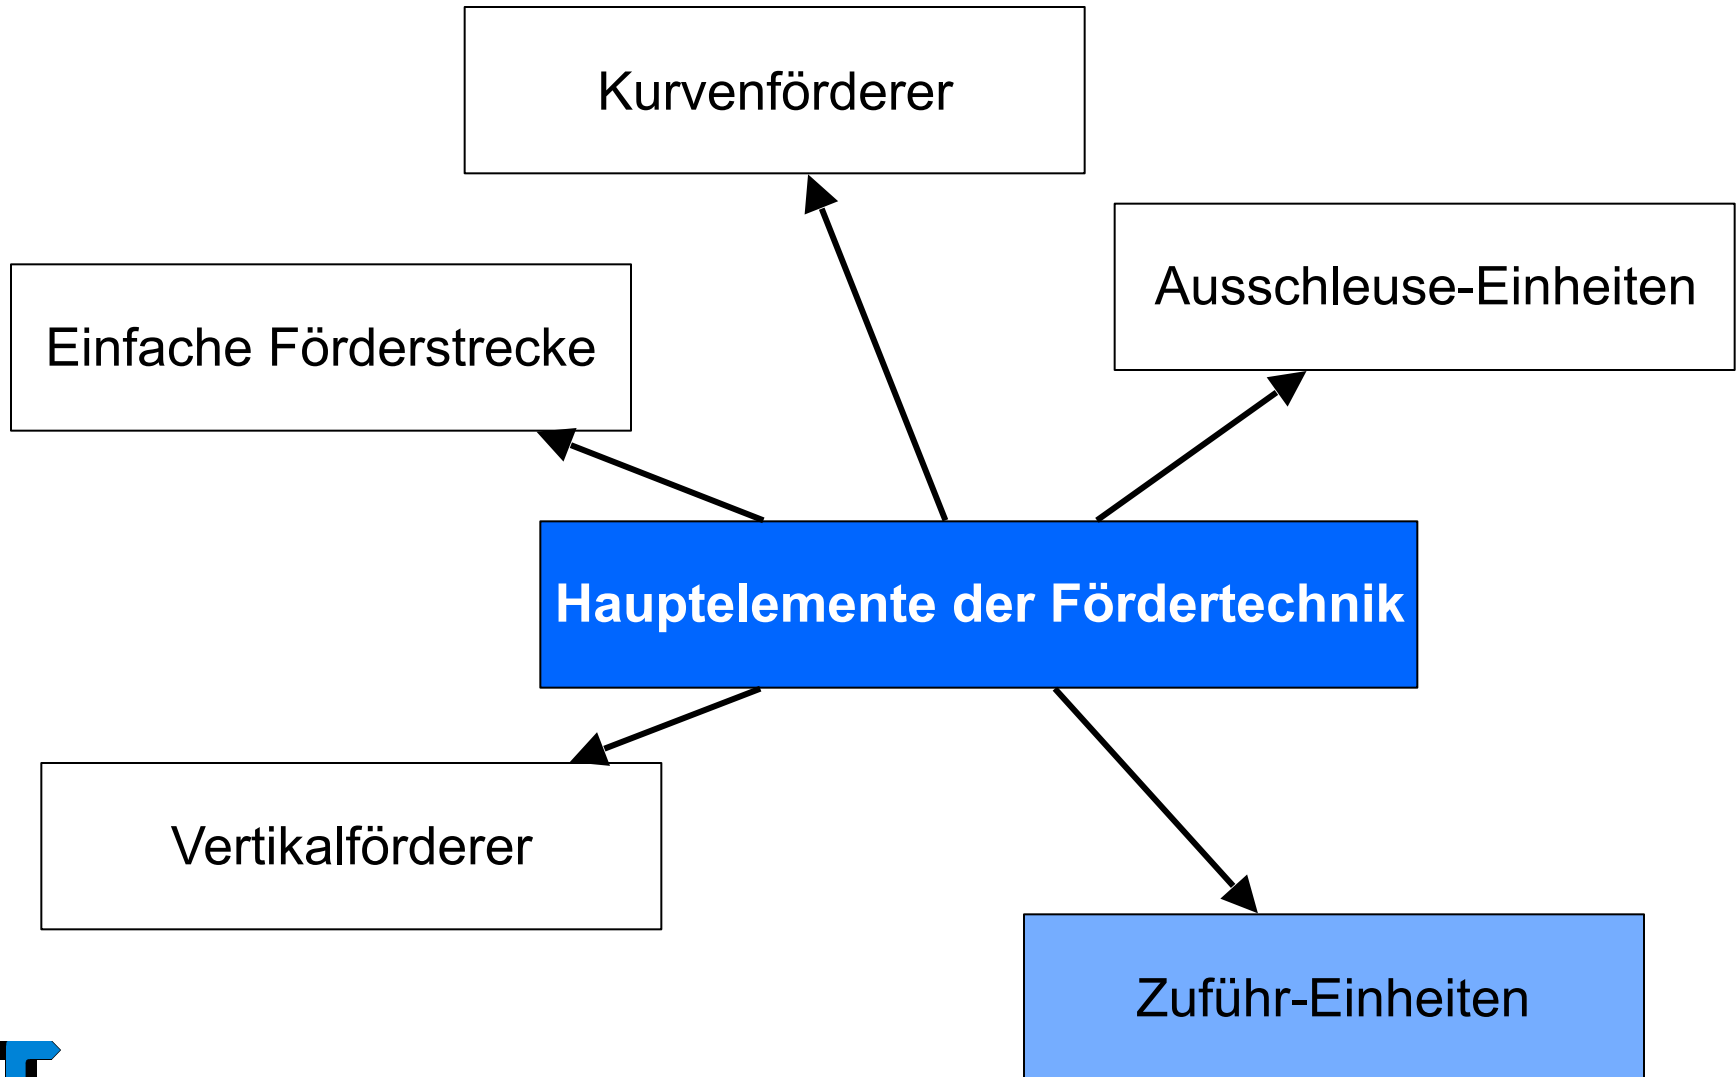 Kurvenförderer
Ausschleuse-Einheiten
Einfache Förderstrecke
Hauptelemente der Fördertechnik
Vertikalförderer
Zuführ-Einheiten